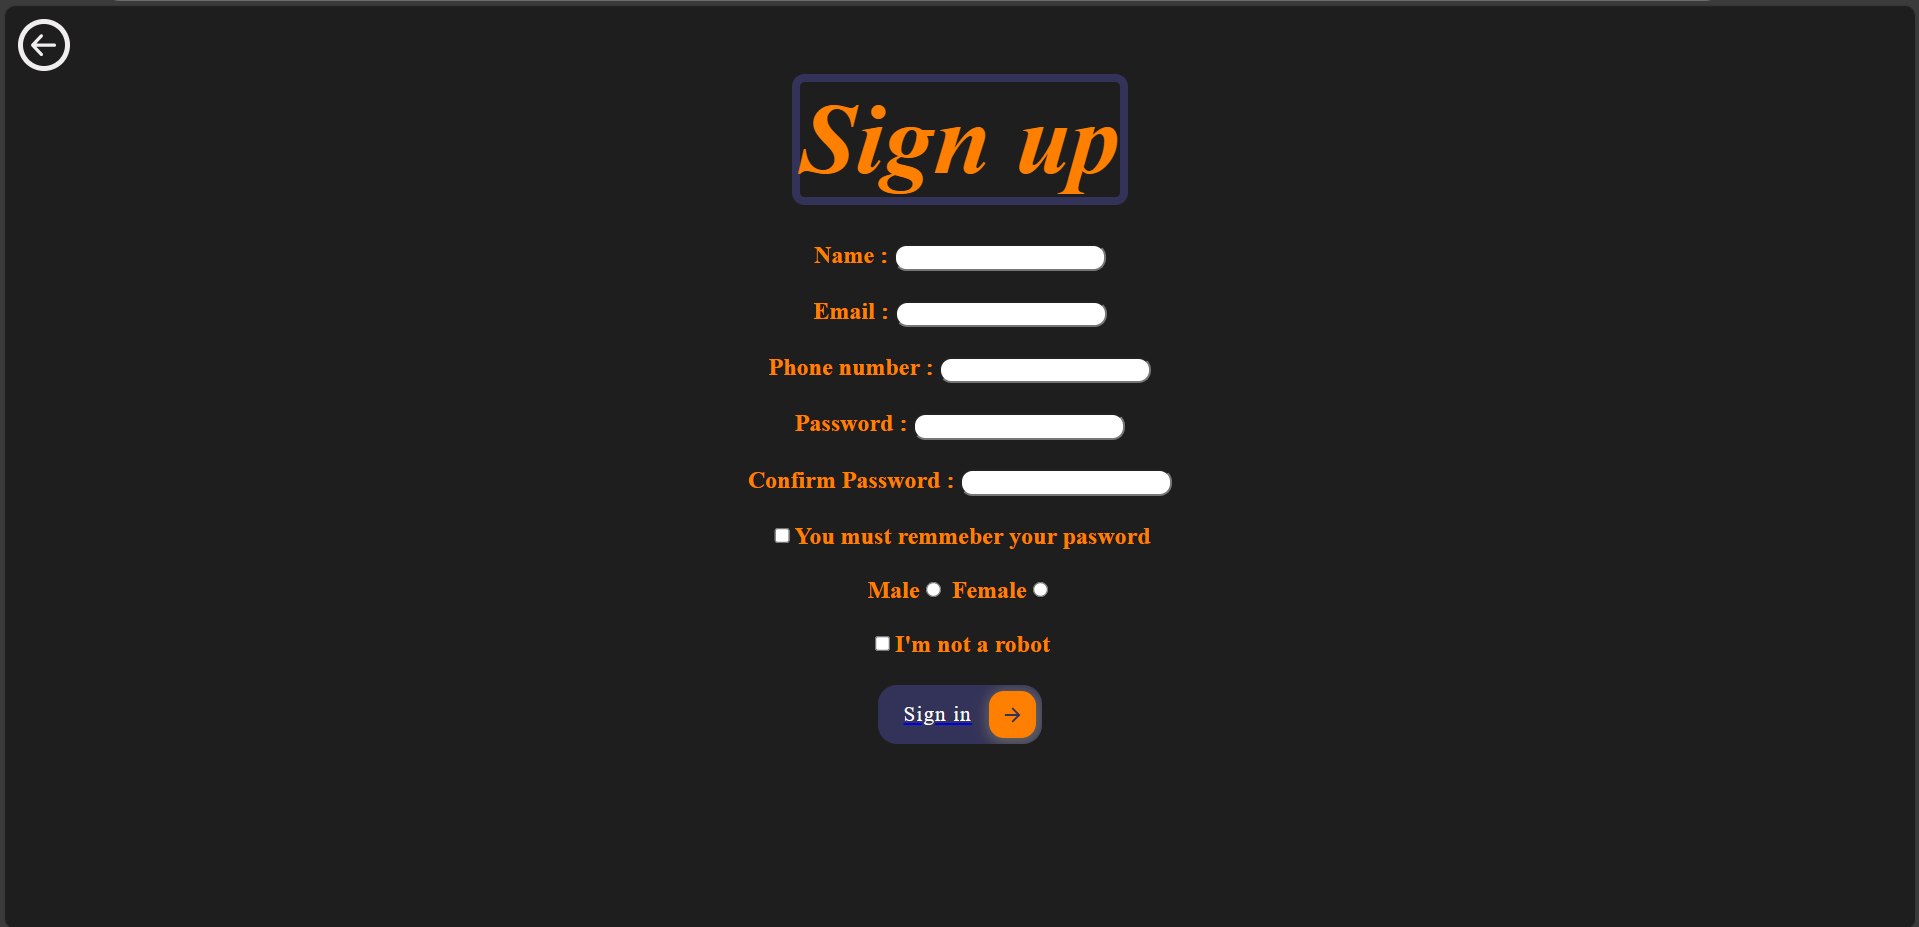 Sign up
Name :
Email :
Phone number :
Password :
Confirm Password :
You must remmeber your pasword
Male Female
I'm not a robot
Sign in